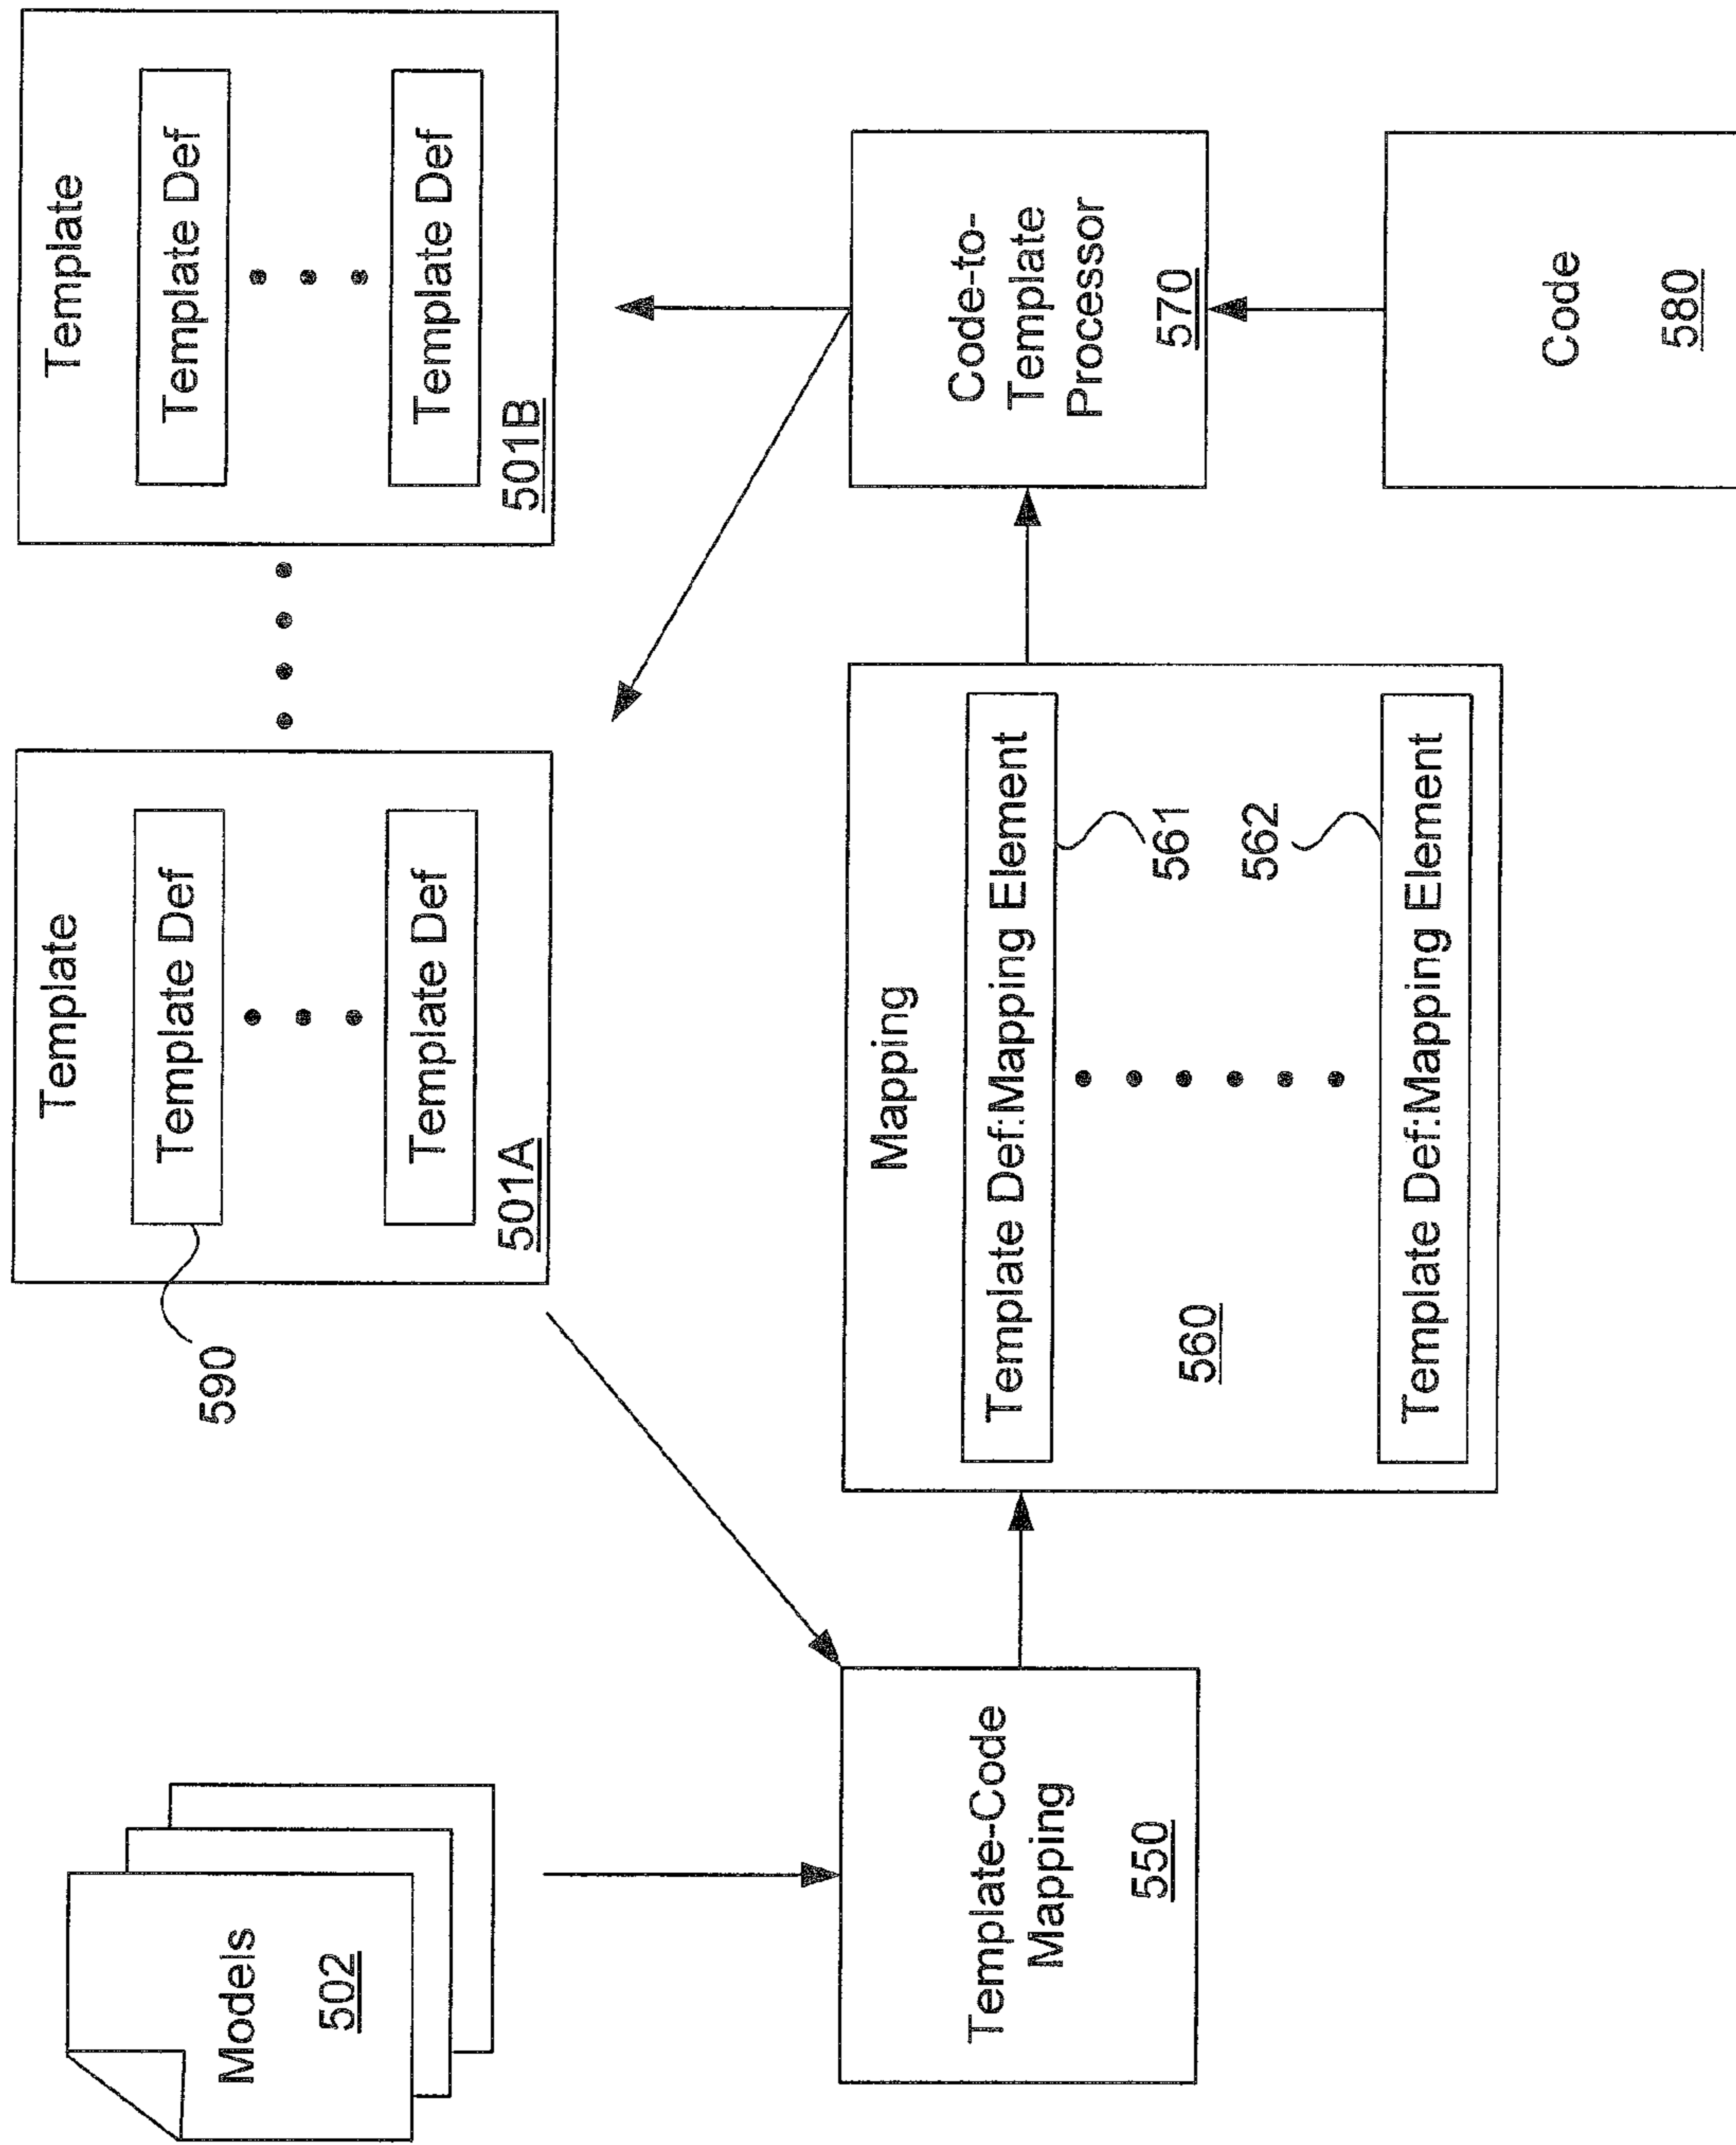 Models
502
590
Template
Template Def
Template Def
501A
Template
Template Def
Template Def
501B
Template-Code
Mapping
550
Mapping
Template Def:Mapping Element
561
560
562
Template Def:Mapping Element
Code-to-
Template
Processor
570
Code
580